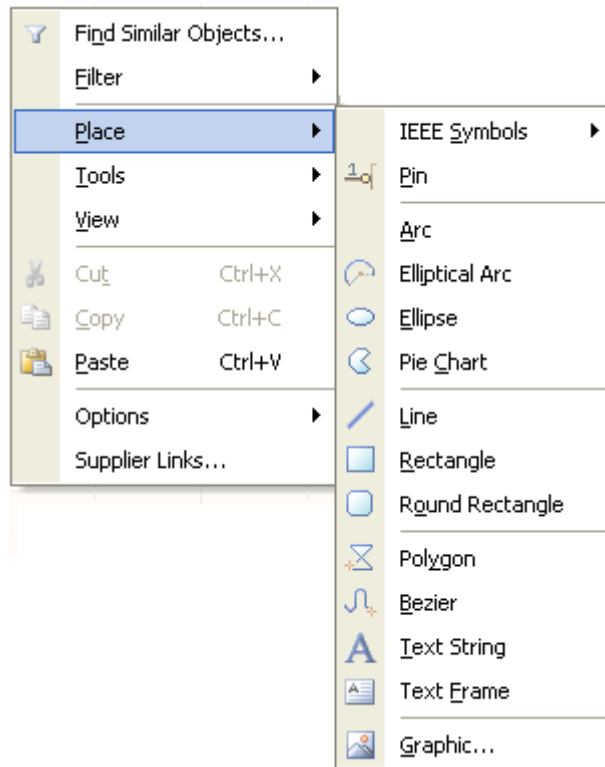 Find Similar Objects...
Filter
Place
Tools
View
Cut Ctrl+X
Copy Ctrl+C
Paste Ctrl+V
Options
Supplier Links...
IEEE Symbols
Pin
Arc
Elliptical Arc
Ellipse
Pie Chart
Line
Rectangle
Round Rectangle
Polygon
Bezier
Text String
Text Frame
Graphic...